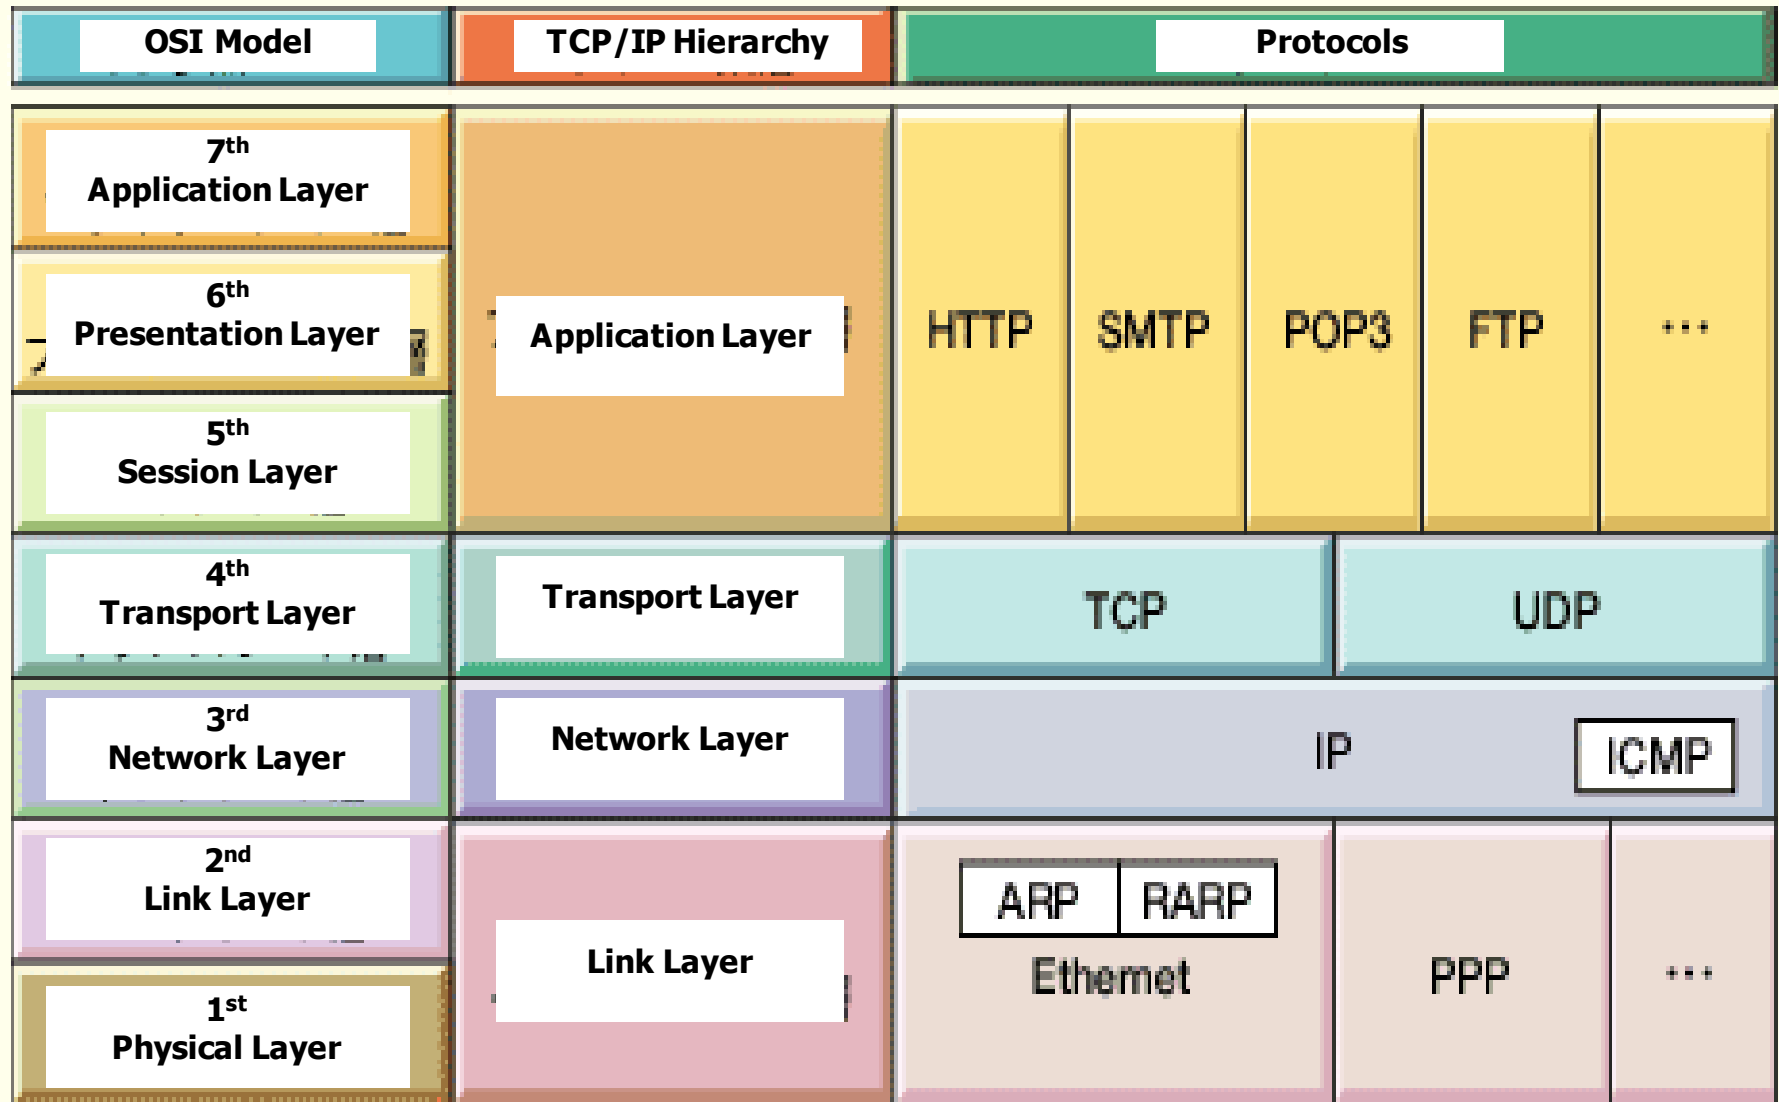 OSI Model
TCP/IP Hierarchy
Protocols
7th
Application Layer
6th
Presentation Layer
5th
Session Layer
Application Layer
HTTP
SMTP
POP3
FTP
...
4th
Transport Layer
Transport Layer
TCP
UDP
3rd
Network Layer
Network Layer
IP
ICMP
2nd
Link Layer
1st
Physical Layer
Link Layer
ARP
RARP
Ethernet
PPP
...